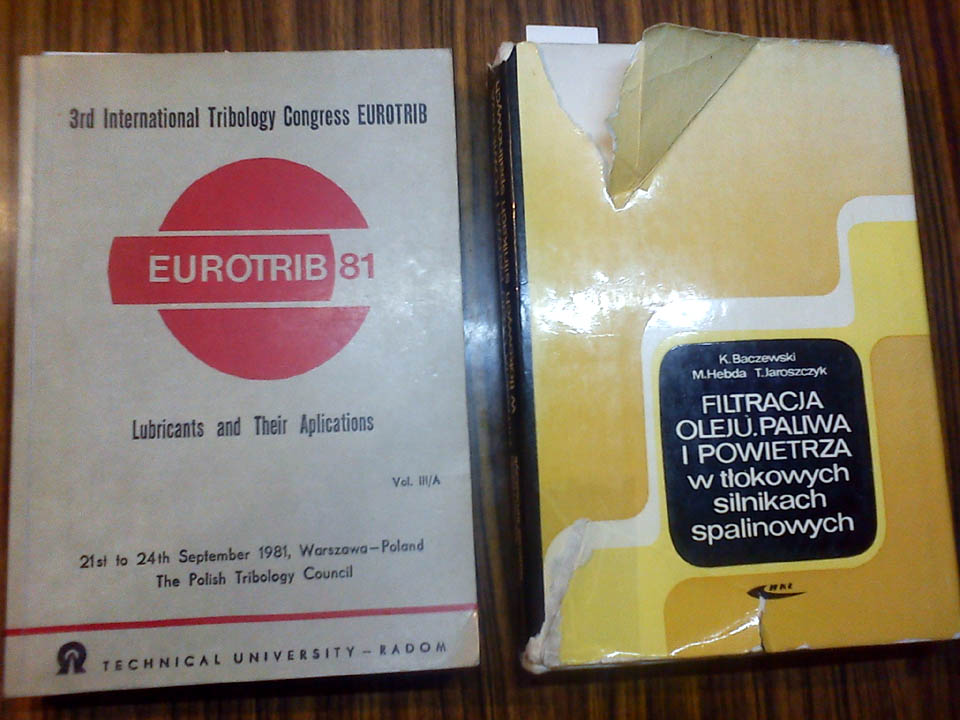 3rd International Tribology Congress EUROTRIB
EUROTRIB 81
Lubricants and Their Aplications
Vol. III/A
21st to 24th September 1981, Warszawa–Poland
The Polish Tribology Council
TECHNICAL UNIVERSITY – RADOM
K. Baczewski
M. Hebda T. Jaroszczyk
FILTRACJA
OLEJU, PALIWA
I POWIETRZA
w tłokowych
silnikach
spalinowych
WKŁ